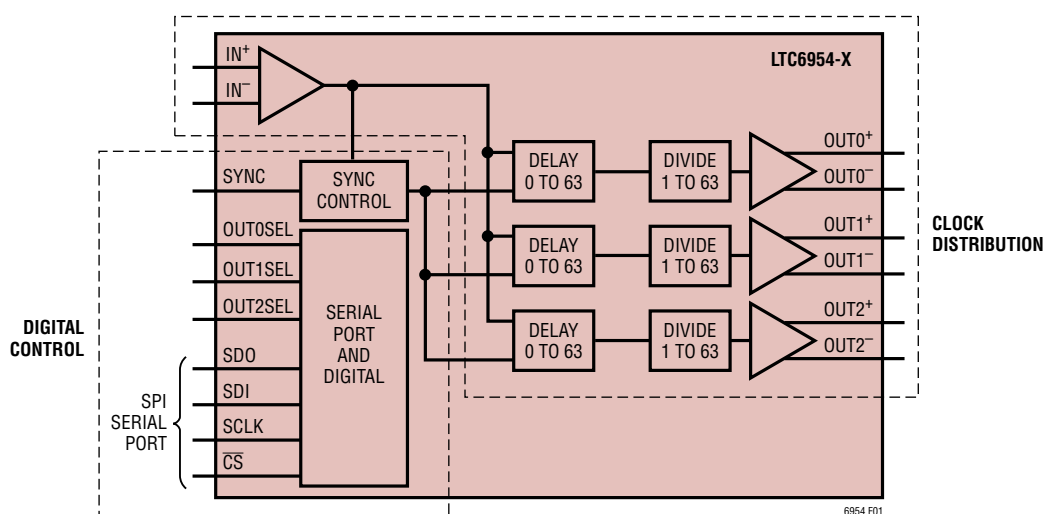 LTC6954-X
IN+
IN–
SYNC
SYNC
CONTROL
OUT0SEL
OUT1SEL
OUT2SEL
SDO
SDI
SCLK
CS
SERIAL
PORT
AND
DIGITAL
DIGITAL
CONTROL
SPI
SERIAL
PORT
DELAY
0 TO 63
DIVIDE
1 TO 63
OUT0+
OUT0–
DELAY
0 TO 63
DIVIDE
1 TO 63
OUT1+
OUT1–
DELAY
0 TO 63
DIVIDE
1 TO 63
OUT2+
OUT2–
CLOCK
DISTRIBUTION
6954 F01